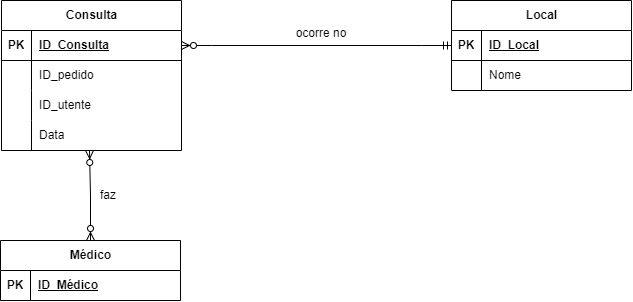 Consulta
PK ID_Consulta
ID_pedido
ID_utente
Data
ocorre no
Local
PK ID_Local
Nome
faz
Médico
PK ID_Médico